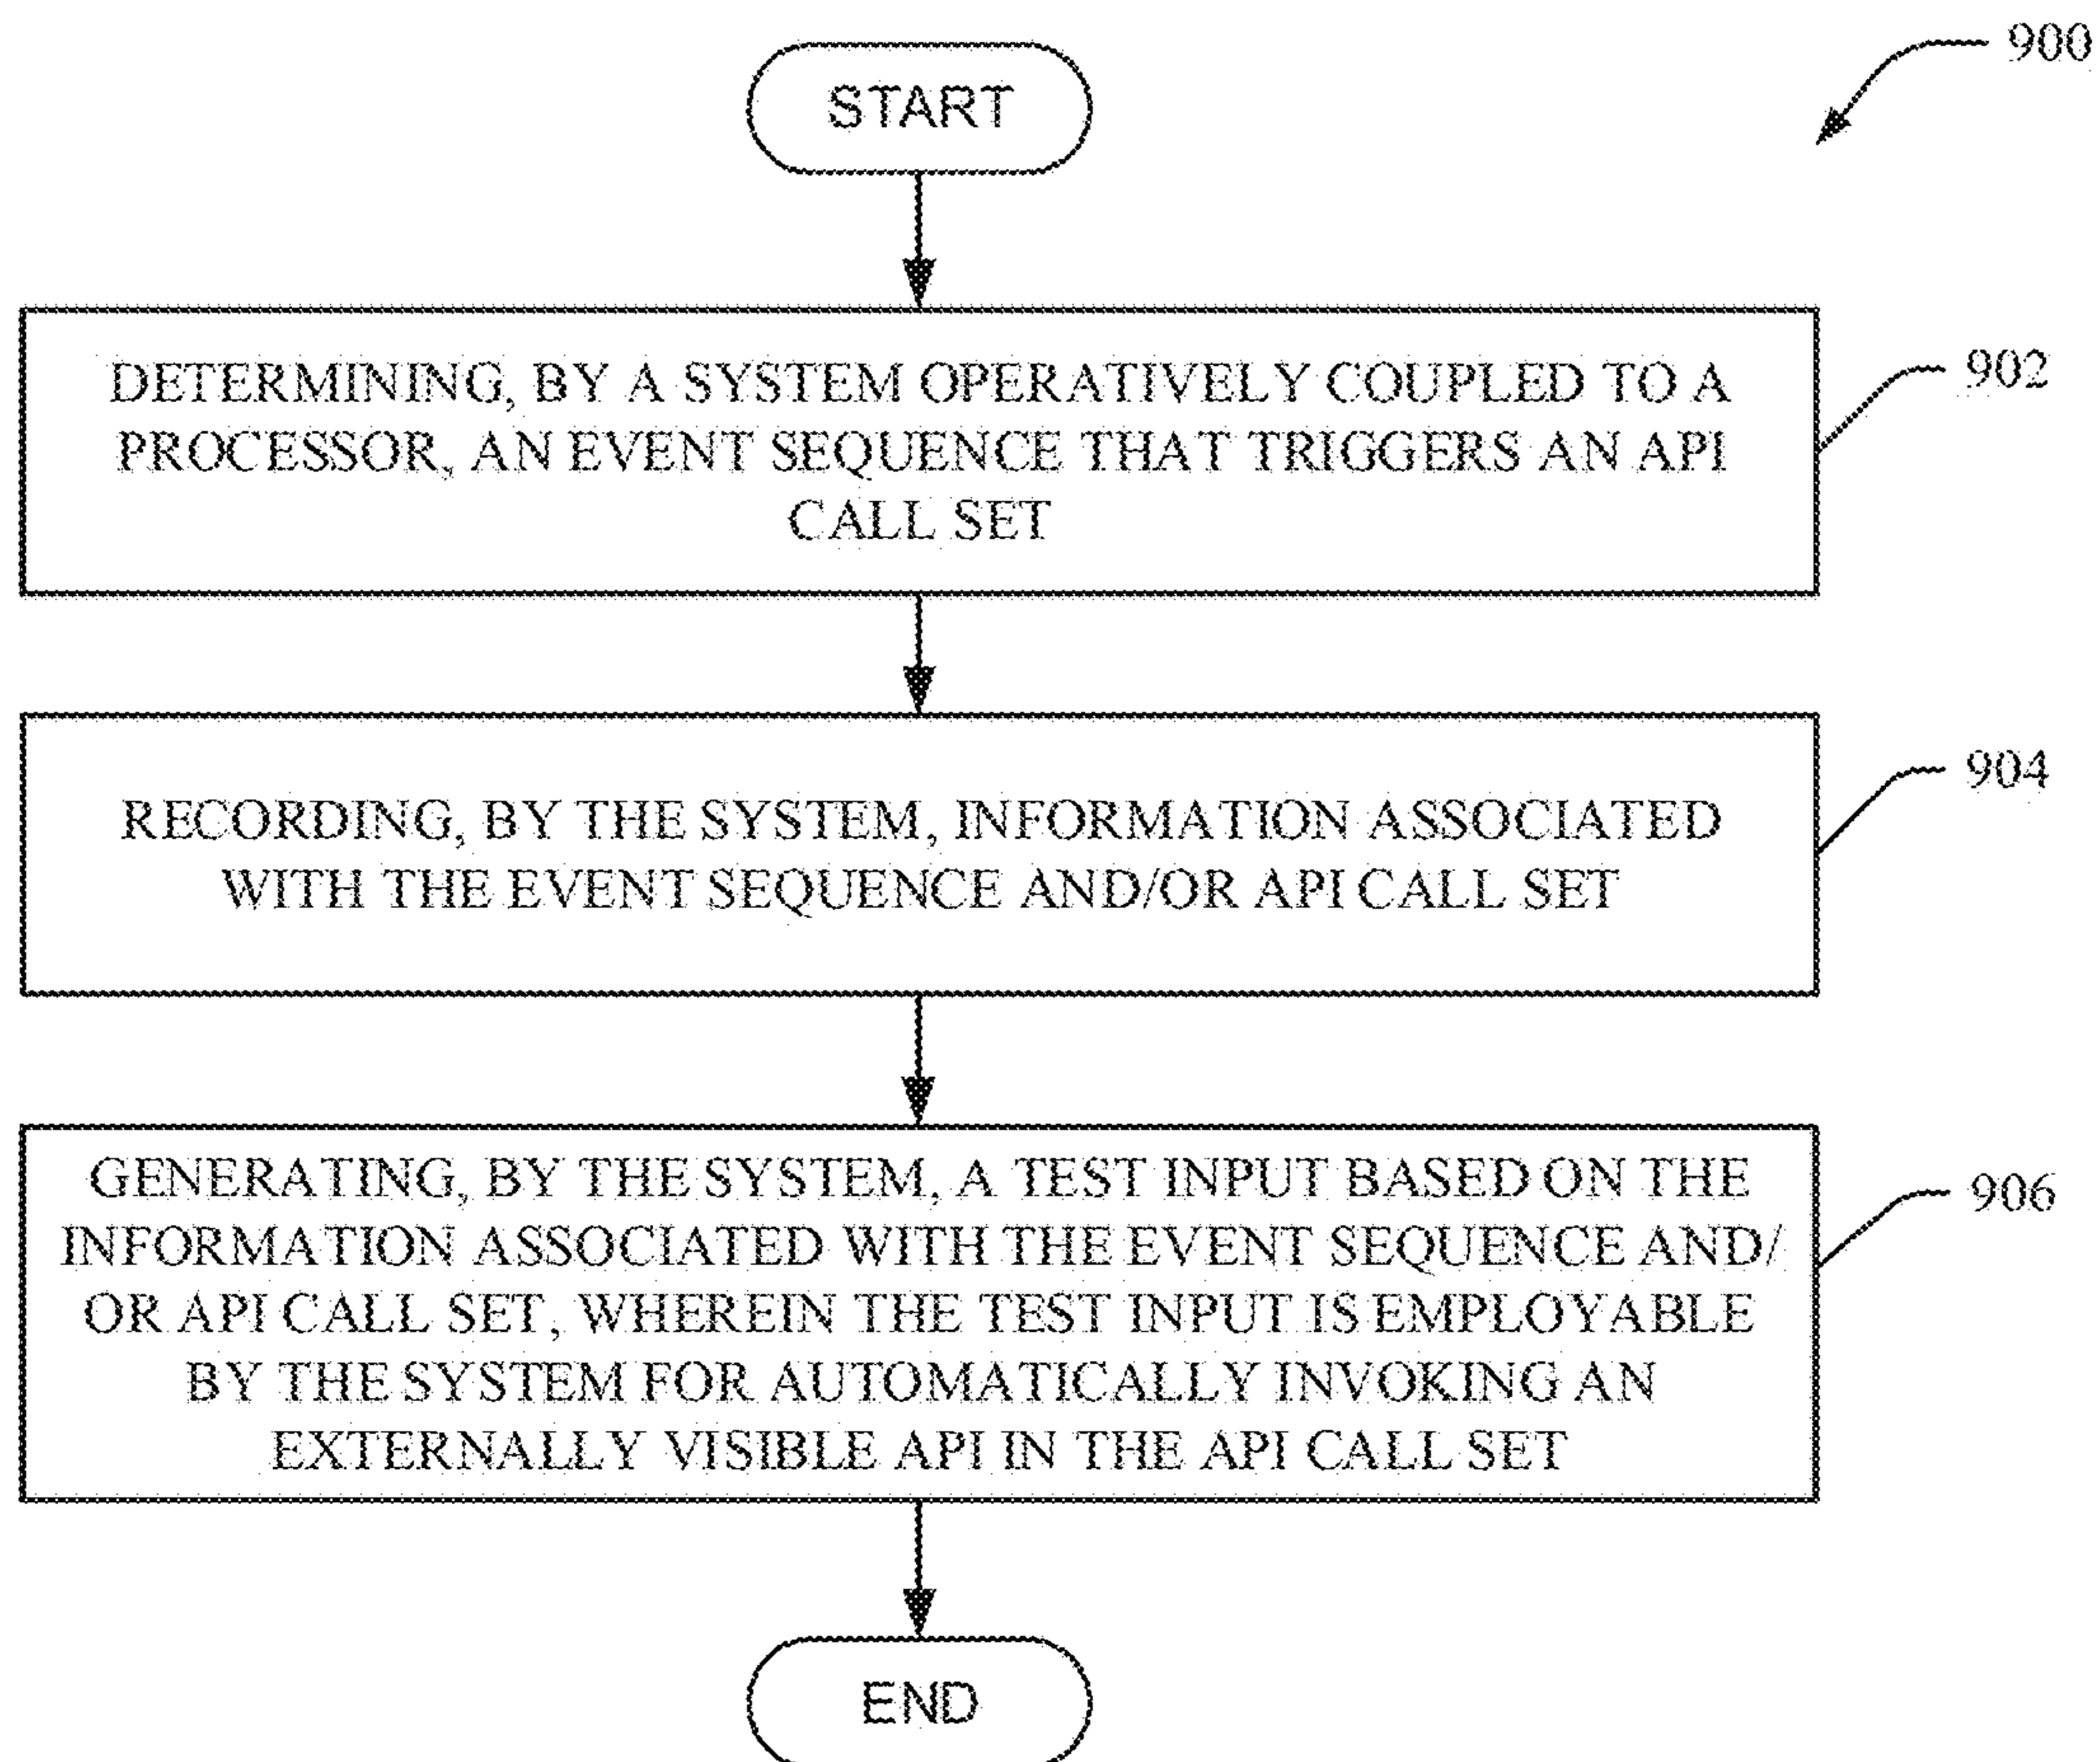 900
START
DETERMINING, BY A SYSTEM OPERATIVELY COUPLED TO A
PROCESSOR, AN EVENT SEQUENCE THAT TRIGGERS AN API
CALL SET
902
RECORDING, BY THE SYSTEM, INFORMATION ASSOCIATED
WITH THE EVENT SEQUENCE AND/OR API CALL SET
904
GENERATING, BY THE SYSTEM, A TEST INPUT BASED ON THE
INFORMATION ASSOCIATED WITH THE EVENT SEQUENCE AND/
OR API CALL SET, WHEREIN THE TEST INPUT IS EMPLOYABLE
BY THE SYSTEM FOR AUTOMATICALLY INVOKING AN
EXTERNALLY VISIBLE API IN THE API CALL SET
906
END